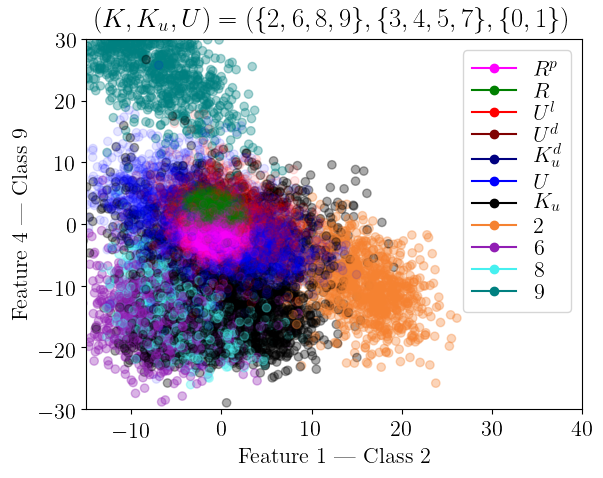 (K, K_u, U) = ({2, 6, 8, 9}, {3, 4, 5, 7}, {0, 1})
30
20
10
0
−10
−20
−30
Feature 4 — Class 9
−10
0
10
20
30
40
Feature 1 — Class 2
R^p
R
U^l
U^d
K_u^d
U
K_u
2
6
8
9